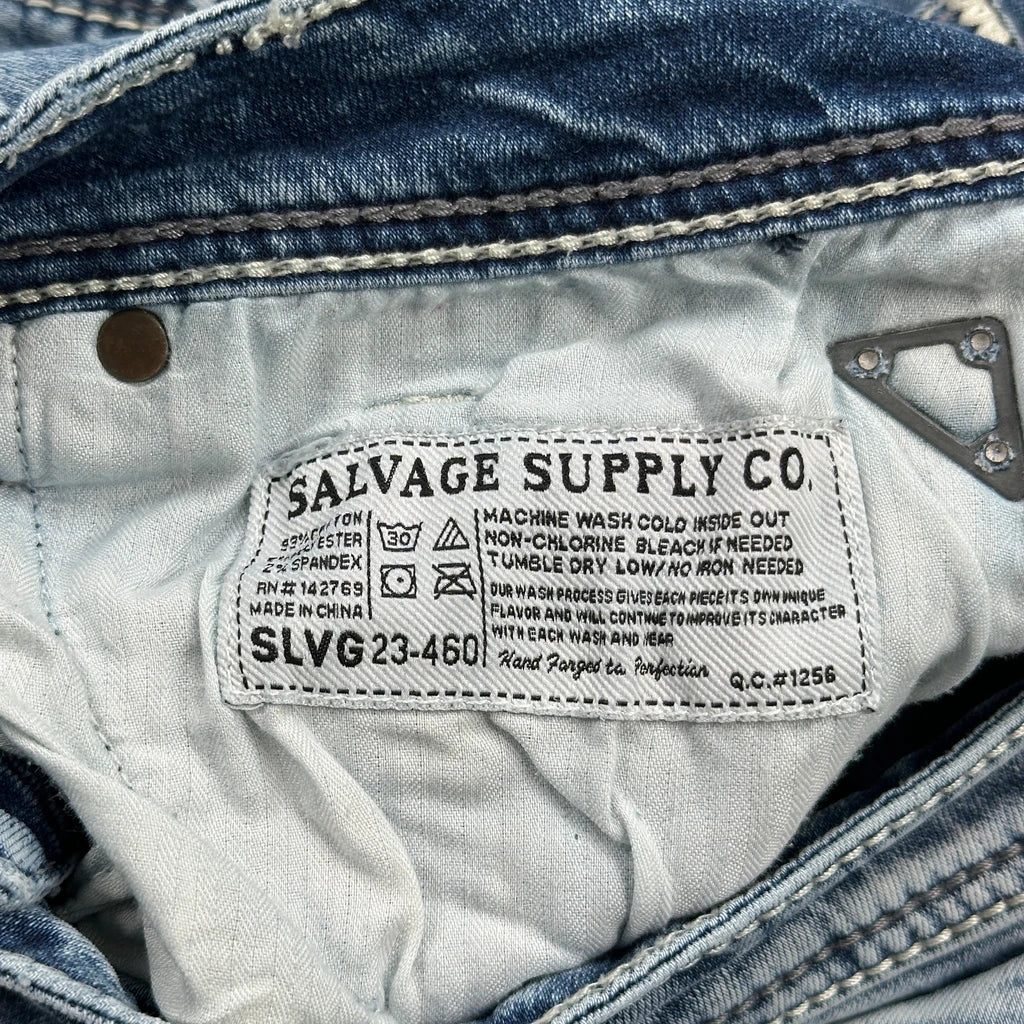 SALVAGE SUPPLY CO.
2% SPANDEX
RN# 142769
MADE IN CHINA
SLVG 23-460
30
MACHINE WASH COLD INSIDE OUT
NON-CHLORINE BLEACH IF NEEDED
TUMBLE DRY LOW/NO IRON NEEDED
OUR WASH PROCESS GIVES EACH PIECE ITS OWN UNIQUE
FLAVOR AND WILL CONTINUE TO IMPROVE ITS CHARACTER
WITH EACH WASH AND WEAR
Hand Forged to Perfection
Q.C.#1256